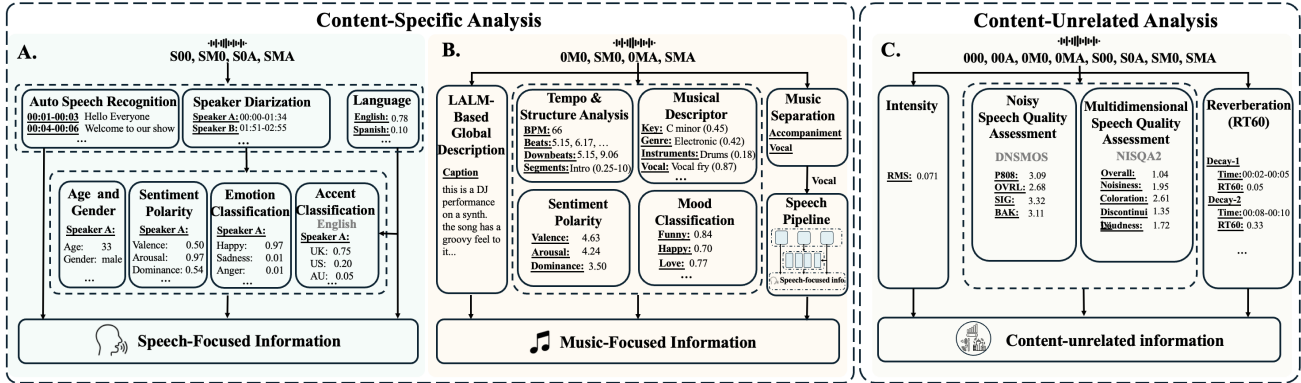 Content-Specific Analysis
A.
S00, SM0, S0A, SMA
Auto Speech Recognition
00:01-00:03 Hello Everyone
00:04-00:06 Welcome to our show
...
Speaker Diarization
Speaker A: 00:00-01:34
Speaker B: 01:51-02:55
...
Language
English: 0.78
Spanish: 0.10
...
Age and
Gender
Speaker A:
Age: 33
Gender: male
...
Sentiment
Polarity
Speaker A:
Valence: 0.50
Arousal: 0.97
Dominance: 0.54
...
Emotion
Classification
Speaker A:
Happy: 0.97
Sadness: 0.01
Anger: 0.01
...
Accent
Classification
English
Speaker A:
UK: 0.75
US: 0.20
AU: 0.05
...
Speech-Focused Information
B.
0M0, SM0, 0MA, SMA
LALM-
Based
Global
Description
Caption
this is a DJ
performance
on a synth.
the song has a
groovy feel to
it...
Tempo &
Structure Analysis
BPM: 66
Beats: 5.15, 6.17, ...
Downbeats: 5.15, 9.06
Segments: Intro (0.25-10)
Musical
Descriptor
Key: C minor (0.45)
Genre: Electronic (0.42)
Instruments: Drums (0.18)
Vocal: Vocal fry (0.87)
Sentiment
Polarity
Valence: 4.63
Arousal: 4.24
Dominance: 3.50
Mood
Classification
Funny: 0.84
Happy: 0.70
Love: 0.77
...
Music
Separation
Accompaniment
Vocal
Vocal
Speech
Pipeline
Speech-focused info.
Music-Focused Information
Content-Unrelated Analysis
C.
000, 00A, 0M0, 0MA, S00, S0A, SM0, SMA
Intensity
RMS: 0.071
Noisy
Speech Quality
Assessment
DNSMOS
P808: 3.09
OVRL: 2.68
SIG: 3.32
BAK: 3.11
Multidimensional
Speech Quality
Assessment
NISQA2
Overall: 1.04
Noisiness: 1.95
Coloration: 2.61
Discontinui 1.35
1.72
Reverberation
(RT60)
Decay-1
Time: 00:02-00:05
RT60: 0.05
Decay-2
Time: 00:08-00:10
RT60: 0.33
...
Content-unrelated information